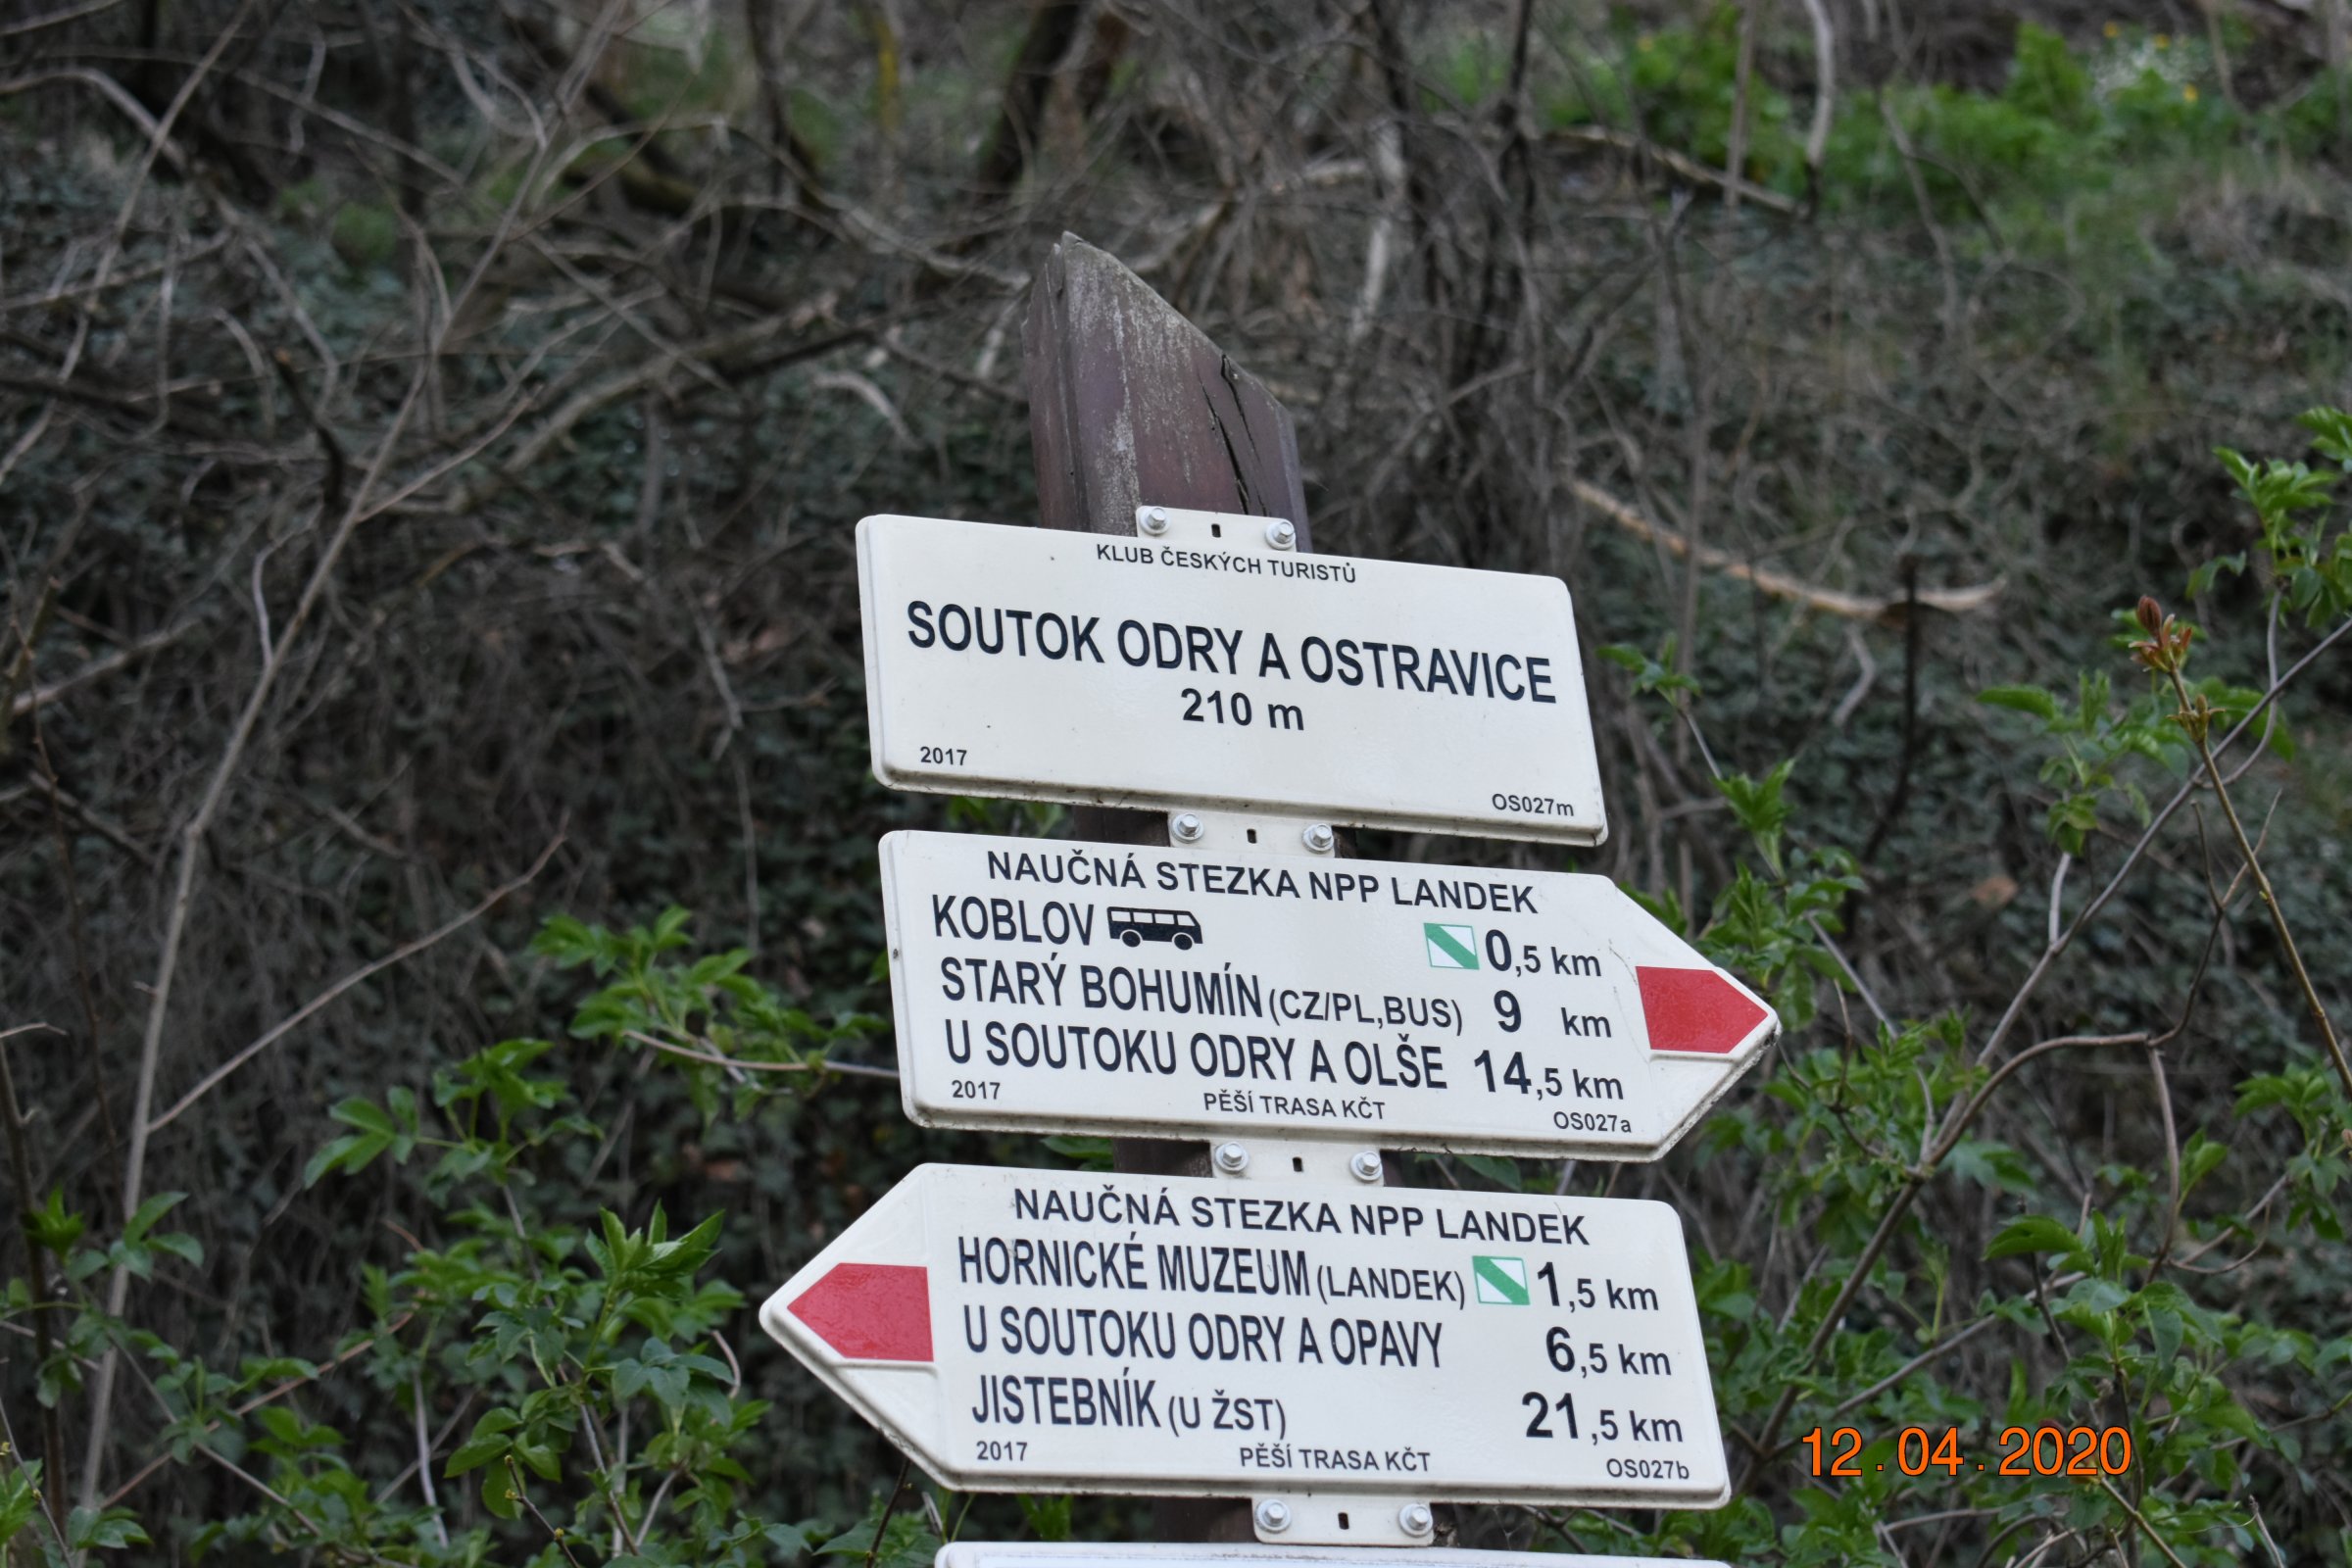 KLUB ČESKÝCH TURISTŮ
SOUTOK ODRY A OSTRAVICE
210 m
2017
OS027m
NAUČNÁ STEZKA NPP LANDEK
KOBLOV 0,5 km
STARÝ BOHUMÍN (CZ/PL,BUS) 9 km
U SOUTOKU ODRY A OLŠE 14,5 km
2017 PĚŠÍ TRASA KČT OS027a
NAUČNÁ STEZKA NPP LANDEK
HORNICKÉ MUZEUM (LANDEK) 1,5 km
U SOUTOKU ODRY A OPAVY 6,5 km
JISTEBNÍK (U ŽST) 21,5 km
2017 PĚŠÍ TRASA KČT OS027b
12.04.2020